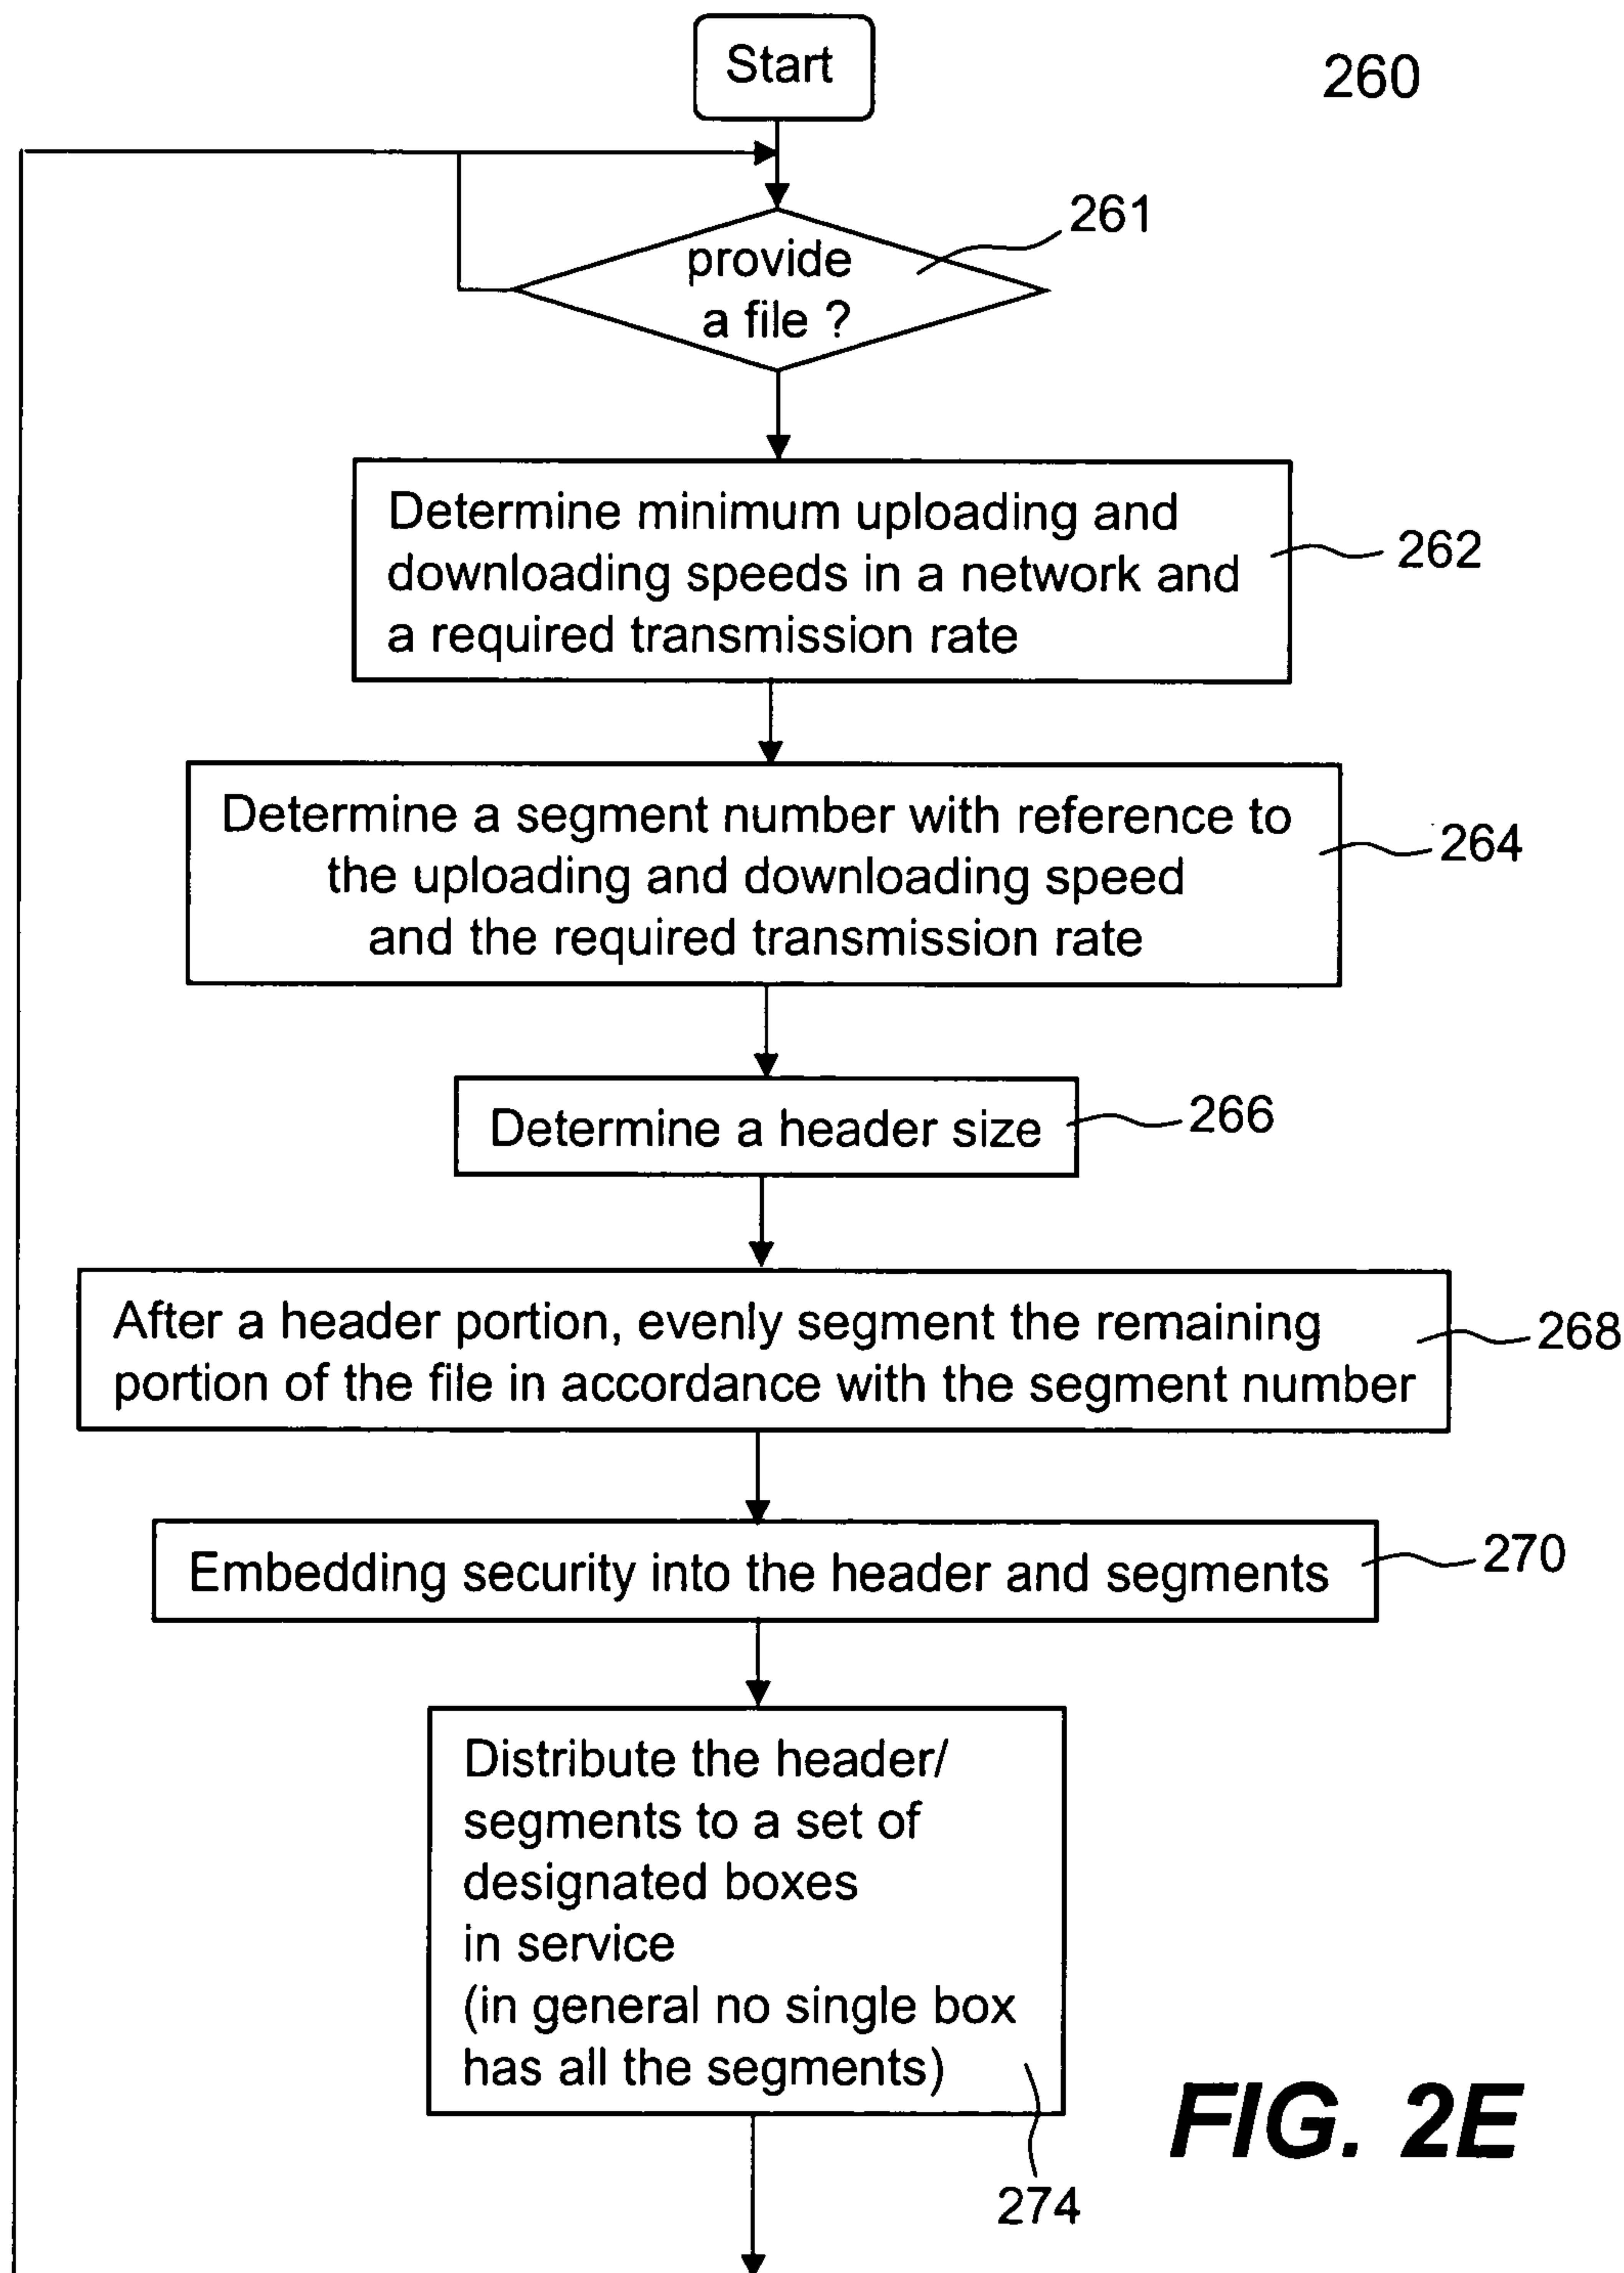 Start
260
261
provide
a file ?
Determine minimum uploading and
downloading speeds in a network and
a required transmission rate
262
Determine a segment number with reference to
the uploading and downloading speed
and the required transmission rate
264
Determine a header size
266
After a header portion, evenly segment the remaining
portion of the file in accordance with the segment number
268
Embedding security into the header and segments
270
Distribute the header/
segments to a set of
designated boxes
in service
(in general no single box
has all the segments)
274
FIG. 2E